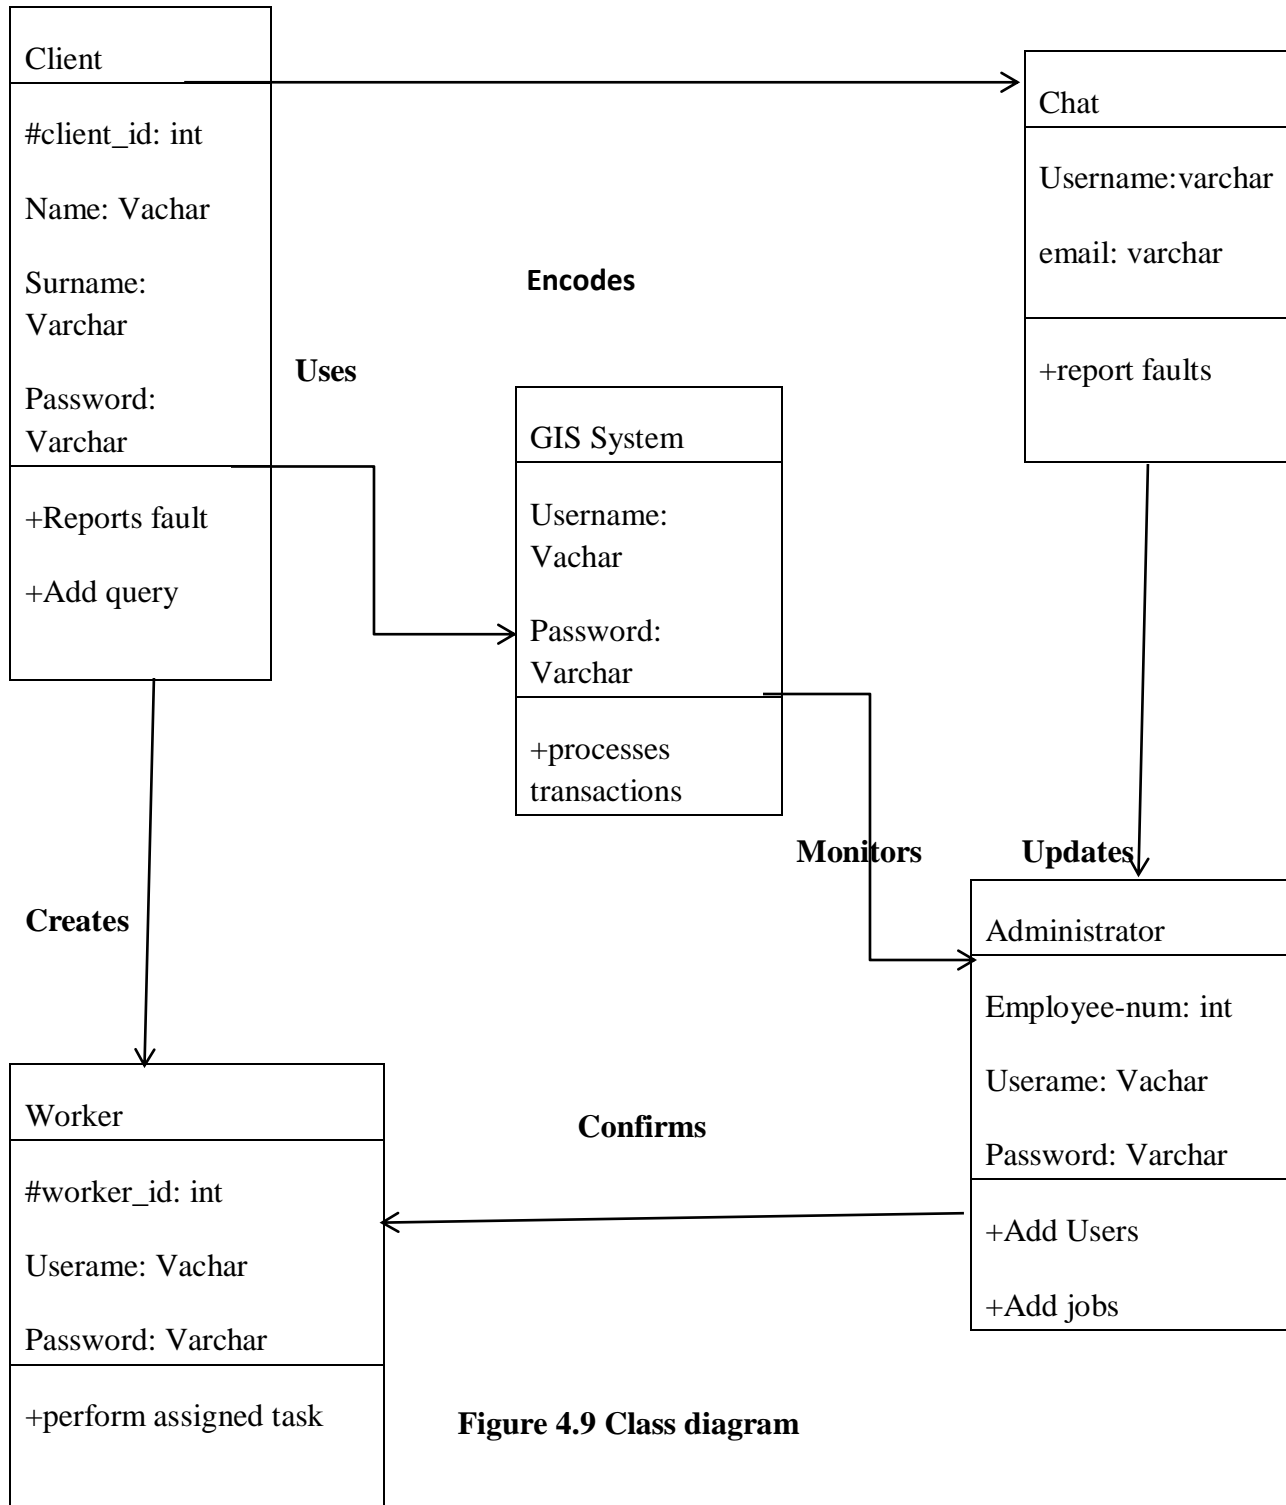 Client
#client_id: int
Name: Vachar
Surname:
Varchar
Password:
Varchar
+Reports fault
+Add query
Chat
Username:varchar
email: varchar
+report faults
Encodes
Uses
GIS System
Username:
Vachar
Password:
Varchar
+processes
transactions
Monitors
Updates
Creates
Administrator
Employee-num: int
Userame: Vachar
Password: Varchar
+Add Users
+Add jobs
Confirms
Worker
#worker_id: int
Userame: Vachar
Password: Varchar
+perform assigned task
Figure 4.9 Class diagram